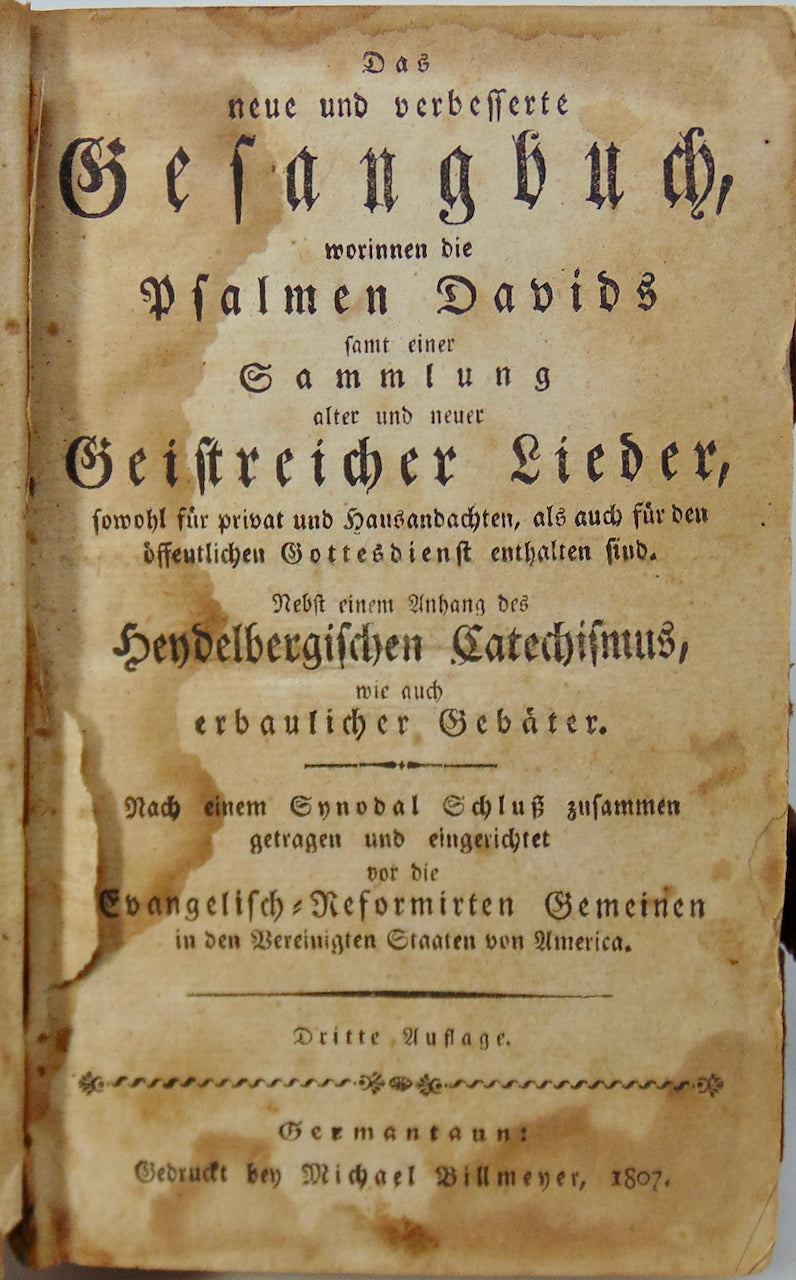 Das
neue und verbesserte
Gesangbuch,
worinnen die
Psalmen Davids
samt einer
Sammlung
alter und neuer
Geistreicher Lieder,
sowohl für privat und Hausandachten, als auch für den
öffentlichen Gottesdienst enthalten sind.
Nebst einem Anhang des
Heydelbergischen Catechismus,
wie auch
erbaulicher Gebäter.
Nach einem Synodal Schluß zusammen
getragen und eingerichtet
vor die
Evangelisch-Reformirten Gemeinen
in den Vereinigten Staaten von America.
Dritte Auflage.
Germantaun:
Gedruckt bey Michael Billmeyer, 1807.